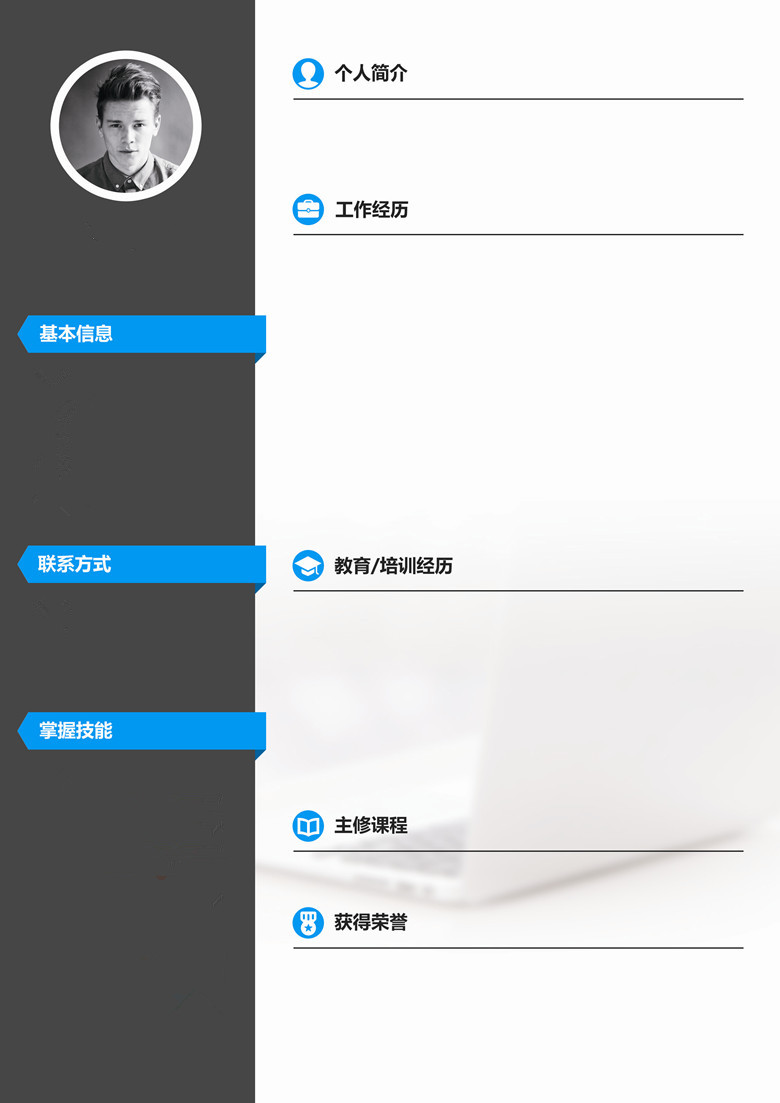 基本信息
联系方式
掌握技能
个人简介
工作经历
教育/培训经历
主修课程
获得荣誉